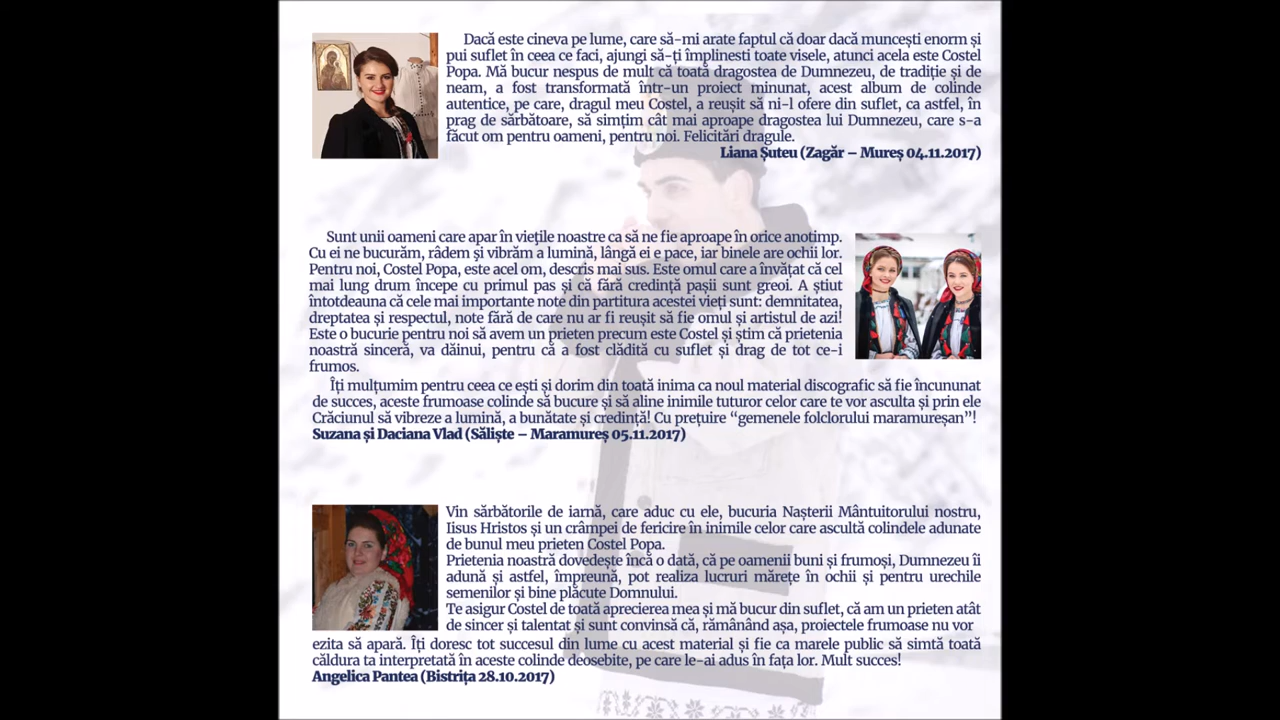 Dacă este cineva pe lume, care să-mi arate faptul că doar dacă muncești enorm și
pui suflet în ceea ce faci, ajungi să-ți împlinesti toate visele, atunci acela este Costel
Popa. Mă bucur nespus de mult că toată dragostea de Dumnezeu, de tradiție și de
neam, a fost transformată într-un proiect minunat, acest album de colinde
autentice, pe care, dragul meu Costel, a reușit să ni-l ofere din suflet, ca astfel, în
prag de sărbătoare, să simțim cât mai aproape dragostea lui Dumnezeu, care s-a
făcut om pentru oameni, pentru noi. Felicitări dragule.
Liana Șuteu (Zagăr – Mureș 04.11.2017)
Sunt unii oameni care apar în viețile noastre ca să ne fie aproape în orice anotimp.
Cu ei ne bucurăm, râdem și vibrăm a lumină, lângă ei e pace, iar binele are ochii lor.
Pentru noi, Costel Popa, este acel om, descris mai sus. Este omul care a învățat că cel
mai lung drum începe cu primul pas și că fără credință pașii sunt greoi. A știut
întotdeauna că cele mai importante note din partitura acestei vieți sunt: demnitatea,
dreptatea și respectul, note fără de care nu ar fi reușit să fie omul și artistul de azi!
Este o bucurie pentru noi să avem un prieten precum este Costel și știm că prietenia
noastră sinceră, va dăinui, pentru că a fost clădită cu suflet și drag de tot ce-i
frumos.
Îți mulțumim pentru ceea ce ești și dorim din toată inima ca noul material discografic să fie încununat
de succes, aceste frumoase colinde să bucure și să aline inimile tuturor celor care te vor asculta și prin ele
Crăciunul să vibreze a lumină, a bunătate și credință! Cu prețuire “gemenele folclorului maramureșan”!
Suzana și Daciana Vlad (Săliște – Maramureș 05.11.2017)
Vin sărbătorile de iarnă, care aduc cu ele, bucuria Nașterii Mântuitorului nostru,
Iisus Hristos și un crâmpei de fericire în inimile celor care ascultă colindele adunate
de bunul meu prieten Costel Popa.
Prietenia noastră dovedește încă o dată, că pe oamenii buni și frumoși, Dumnezeu îi
adună și astfel, împreună, pot realiza lucruri mărețe în ochii și pentru urechile
semenilor și bine plăcute Domnului.
Te asigur Costel de toată aprecierea mea și mă bucur din suflet, că am un prieten atât
de sincer și talentat și sunt convinsă că, rămânând așa, proiectele frumoase nu vor
ezita să apară. Îți doresc tot succesul din lume cu acest material și fie ca marele public să simtă toată
căldura ta interpretată în aceste colinde deosebite, pe care le-ai adus în fața lor. Mult succes!
Angelica Pantea (Bistrița 28.10.2017)